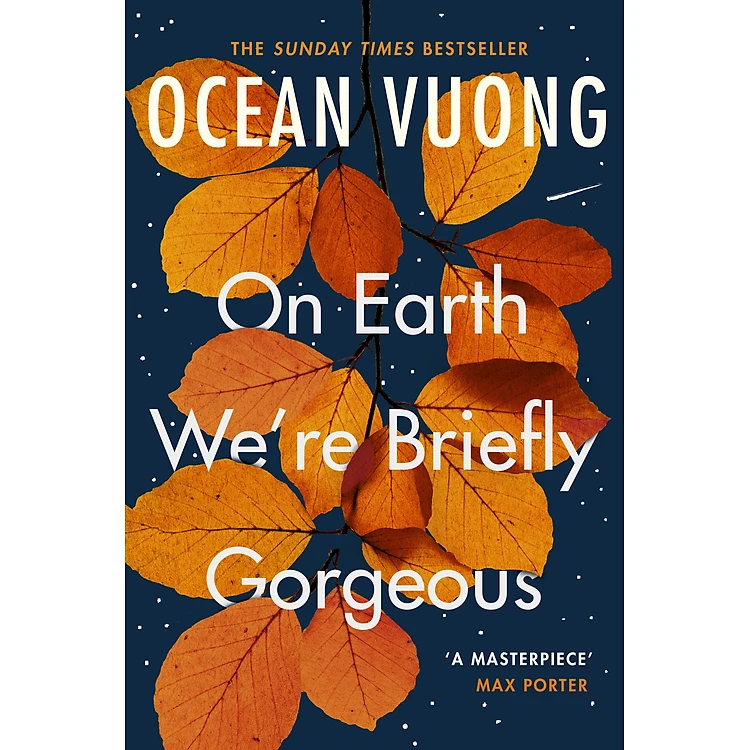 THE SUNDAY TIMES BESTSELLER
OCEAN VUONG
On Earth
We're Briefly
Gorgeous
'A MASTERPIECE'
MAX PORTER